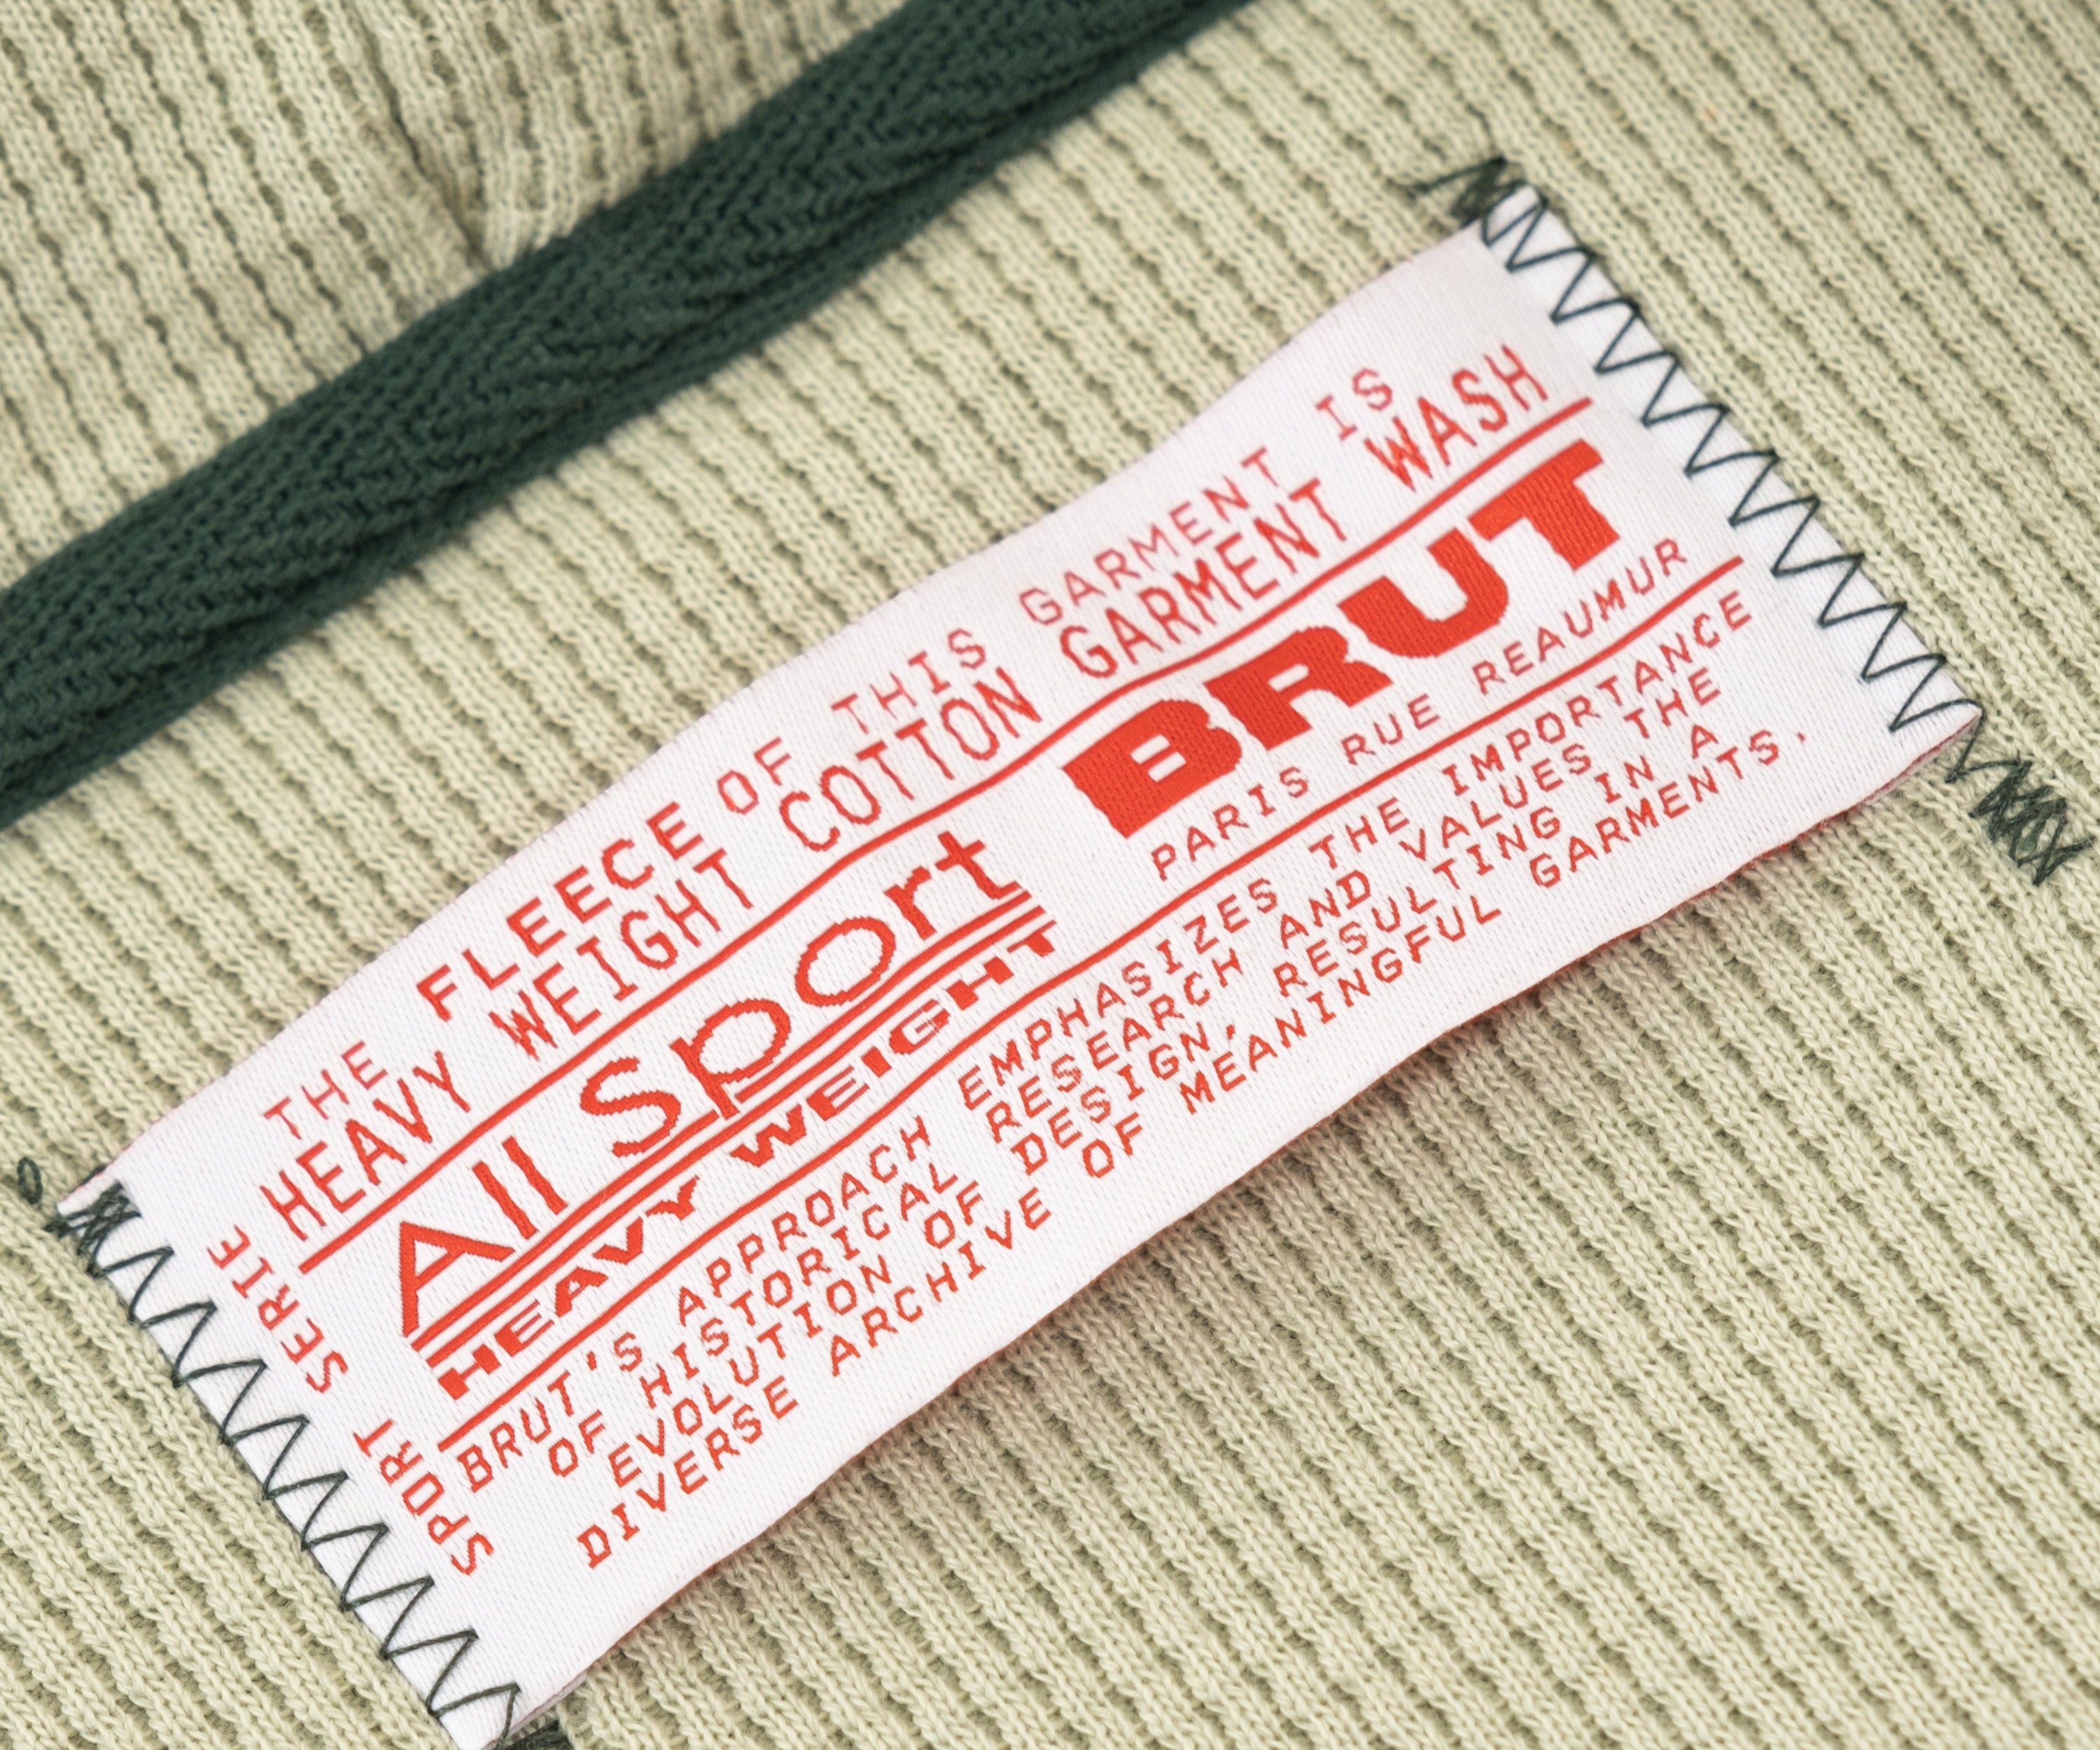 THE FLEECE OF THIS GARMENT IS
HEAVY WEIGHT COTTON GARMENT WASH
SPORT SERIE
All Sport
HEAVY WEIGHT
BRUT
PARIS RUE REAUMUR
BRUT'S APPROACH EMPHASIZES THE IMPORTANCE
OF HISTORICAL RESEARCH AND VALUES THE
EVOLUTION OF DESIGN, RESULTING IN A
DIVERSE ARCHIVE OF MEANINGFUL GARMENTS.